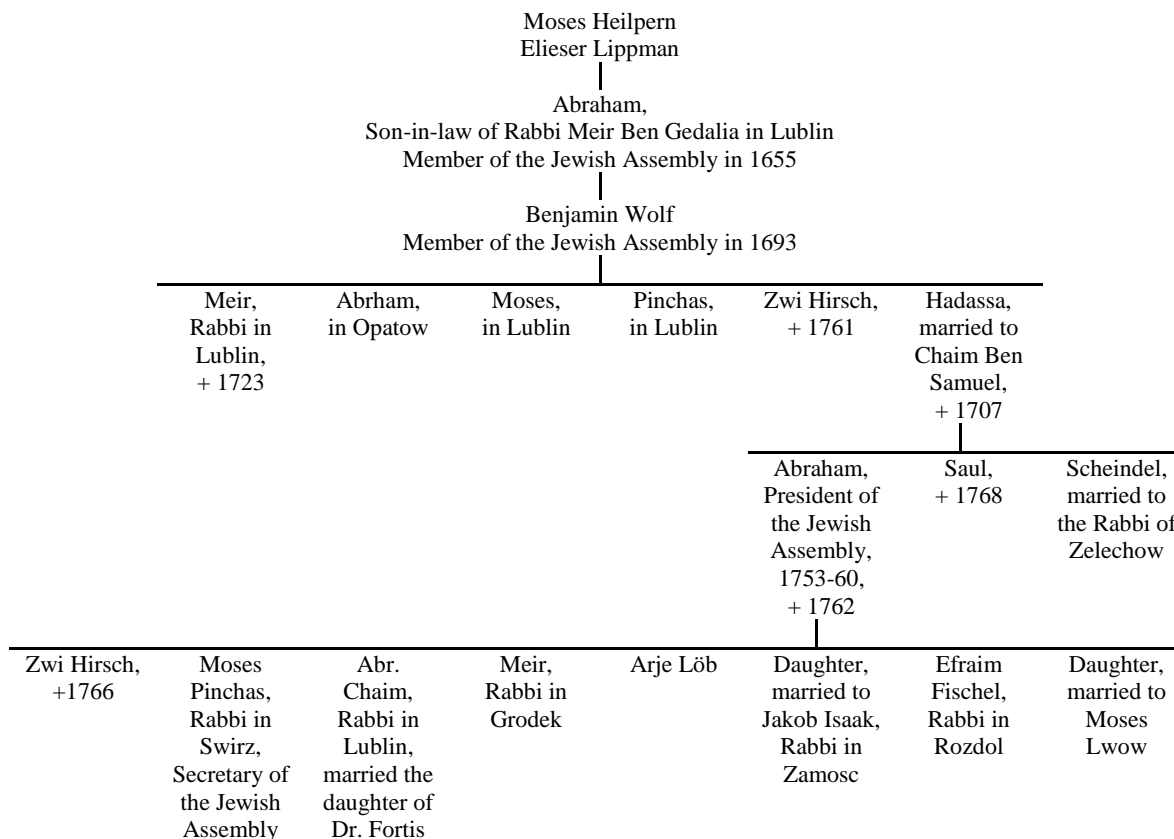 Moses Heilpern
Elieser Lippman
Abraham,
Son-in-law of Rabbi Meir Ben Gedalia in Lublin
Member of the Jewish Assembly in 1655
Benjamin Wolf
Member of the Jewish Assembly in 1693
Meir,
Rabbi in
Lublin,
+ 1723
Abrham,
in Opatow
Moses,
in Lublin
Pinchas,
in Lublin
Zwi Hirsch,
+ 1761
Hadassa,
married to
Chaim Ben
Samuel,
+ 1707
Abraham,
President of
the Jewish
Assembly,
1753-60,
+ 1762
Saul,
+ 1768
Scheindel,
married to
the Rabbi of
Zelechow
Zwi Hirsch,
+1766
Moses
Pinchas,
Rabbi in
Swirz,
Secretary of
the Jewish
Assembly
Abr.
Chaim,
Rabbi in
Lublin,
married the
daughter of
Dr. Fortis
Meir,
Rabbi in
Grodek
Arje Löb
Daughter,
married to
Jakob Isaak,
Rabbi in
Zamosc
Efraim
Fischel,
Rabbi in
Rozdol
Daughter,
married to
Moses
Lwow